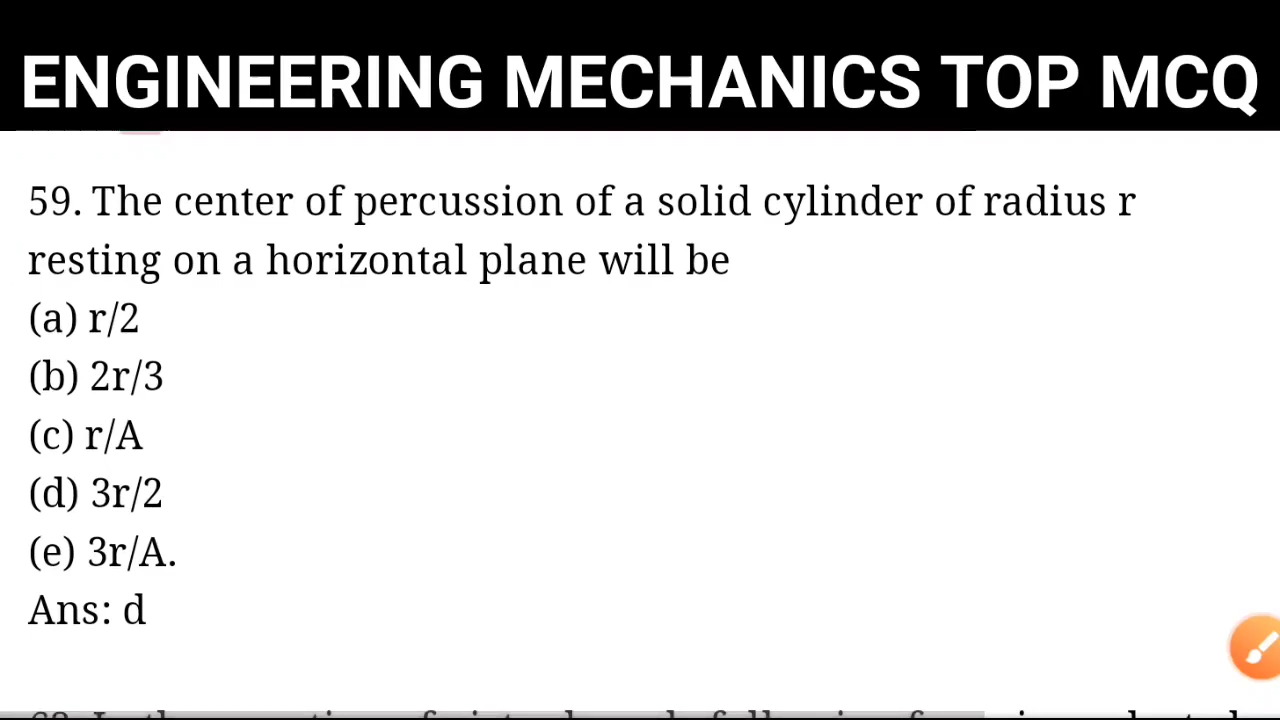 ENGINEERING MECHANICS TOP MCQ
59. The center of percussion of a solid cylinder of radius r
resting on a horizontal plane will be
(a) r/2
(b) 2r/3
(c) r/A
(d) 3r/2
(e) 3r/A.
Ans: d